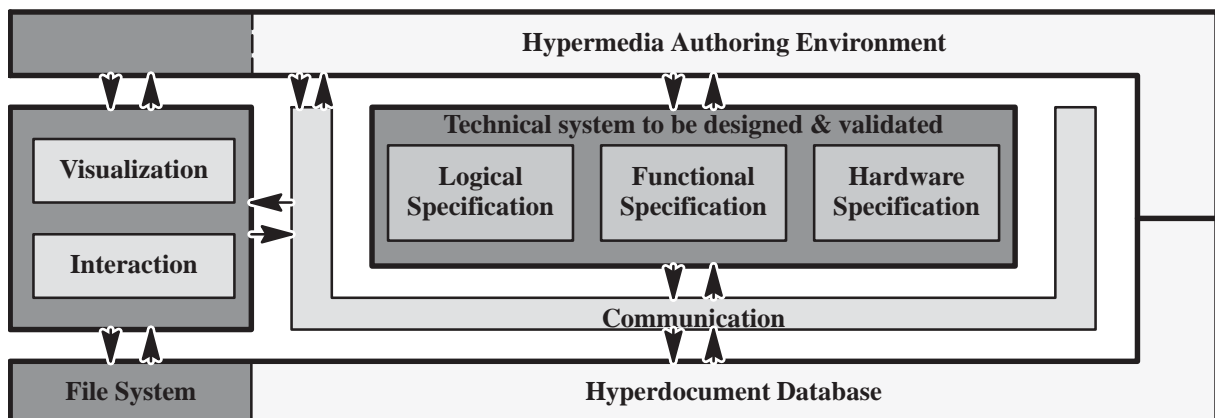 Hypermedia Authoring Environment
Technical system to be designed & validated
Visualization
Logical
Specification
Functional
Specification
Hardware
Specification
Interaction
Communication
File System
Hyperdocument Database